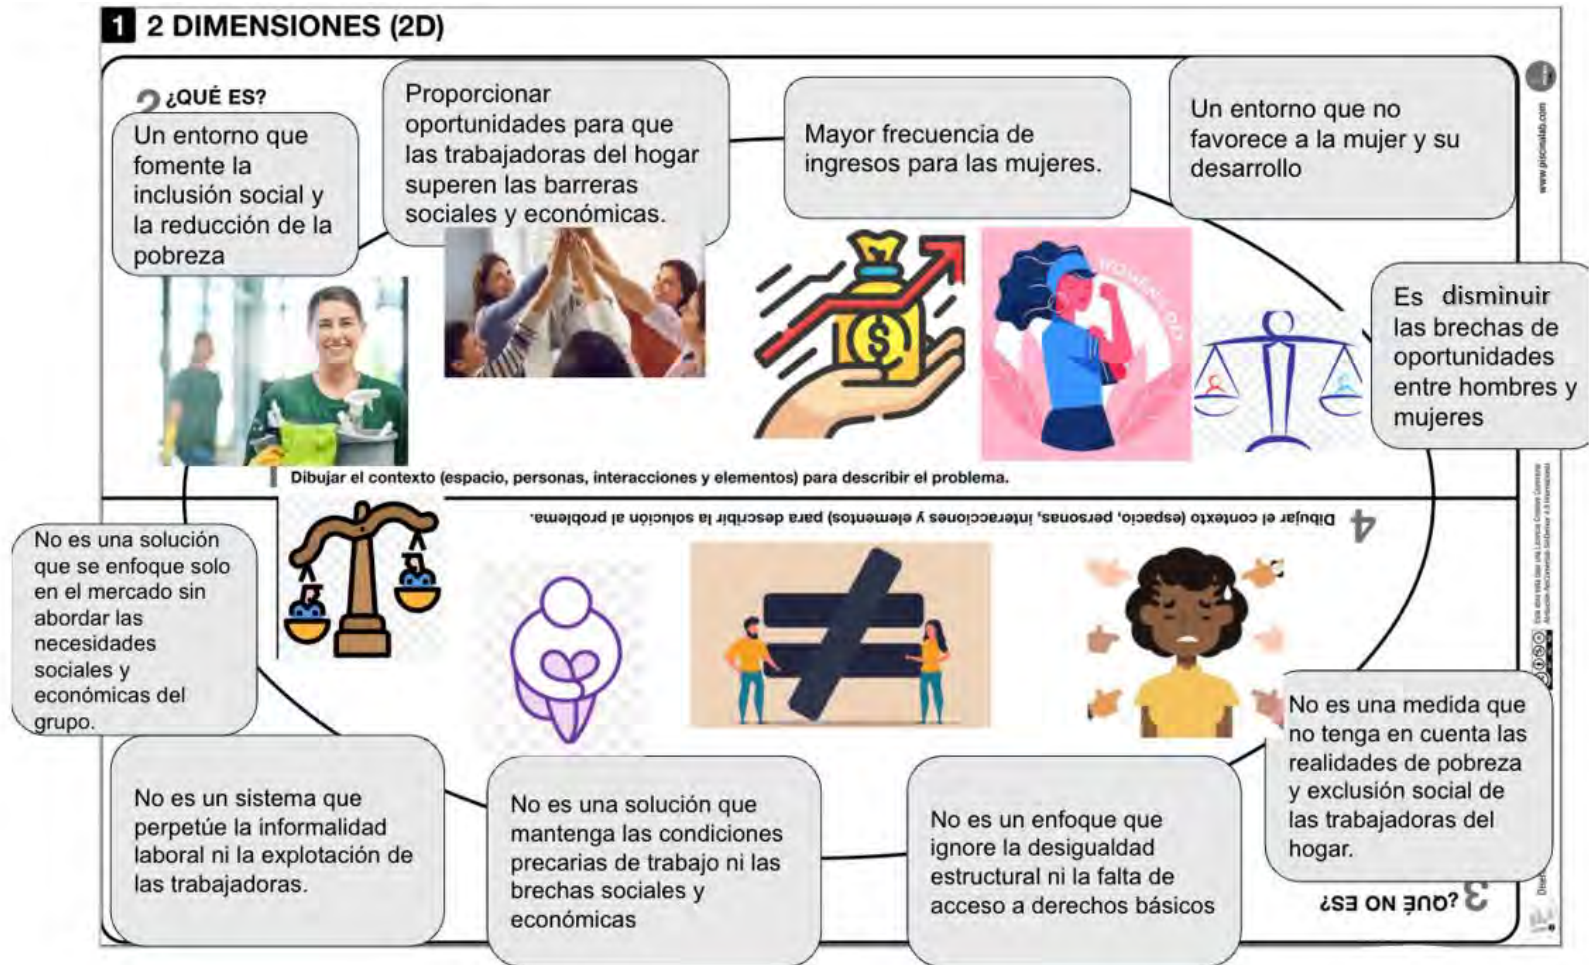 1 2 DIMENSIONES (2D)
2 ¿QUÉ ES?
Un entorno que
fomente la
inclusión social y
la reducción de la
pobreza
Proporcionar
oportunidades para que
las trabajadoras del hogar
superen las barreras
sociales y económicas.
Mayor frecuencia de
ingresos para las mujeres.
Un entorno que no
favorece a la mujer y su
desarrollo
Es disminuir
las brechas de
oportunidades
entre hombres y
mujeres
WOMEN'S DAY
www.piscinalab.com
Dibujar el contexto (espacio, personas, interacciones y elementos) para describir el problema.
4 Dibujar el contexto (espacio, personas, interacciones y elementos) para describir la solución al problema.
No es una solución
que se enfoque solo
en el mercado sin
abordar las
necesidades
sociales y
económicas del
grupo.
No es un sistema que
perpetúe la informalidad
laboral ni la explotación de
las trabajadoras.
No es una solución que
mantenga las condiciones
precarias de trabajo ni las
brechas sociales y
económicas
No es un enfoque que
ignore la desigualdad
estructural ni la falta de
acceso a derechos básicos
No es una medida que
no tenga en cuenta las
realidades de pobreza
y exclusión social de
las trabajadoras del
hogar.
3 ¿QUÉ NO ES?